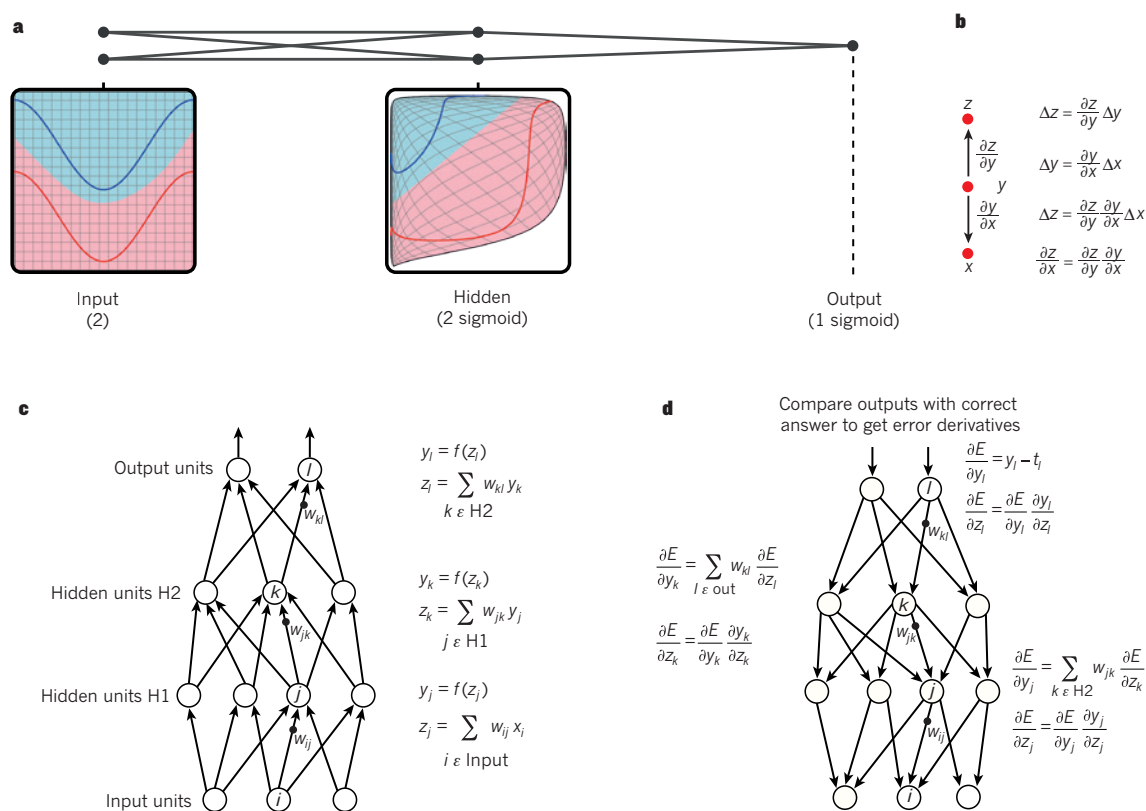 a
Input
(2)
Hidden
(2 sigmoid)
Output
(1 sigmoid)
b
z
∂z/∂y
y
∂y/∂x
x
Δz = ∂z/∂y Δy
Δy = ∂y/∂x Δx
Δz = ∂z/∂y ∂y/∂x Δx
∂z/∂x = ∂z/∂y ∂y/∂x
c
Output units
l
y_l = f(z_l)
z_l = ∑ w_kl y_k
k ε H2
w_kl
Hidden units H2
k
y_k = f(z_k)
z_k = ∑ w_jk y_j
j ε H1
w_jk
Hidden units H1
j
y_j = f(z_j)
z_j = ∑ w_ij x_i
i ε Input
w_ij
Input units
i
d
Compare outputs with correct
answer to get error derivatives
l
∂E/∂y_l = y_l – t_l
∂E/∂z_l = ∂E/∂y_l ∂y_l/∂z_l
w_kl
∂E/∂y_k = ∑ w_kl ∂E/∂z_l
l ε out
∂E/∂z_k = ∂E/∂y_k ∂y_k/∂z_k
k
w_jk
∂E/∂y_j = ∑ w_jk ∂E/∂z_k
k ε H2
∂E/∂z_j = ∂E/∂y_j ∂y_j/∂z_j
j
w_ij
i